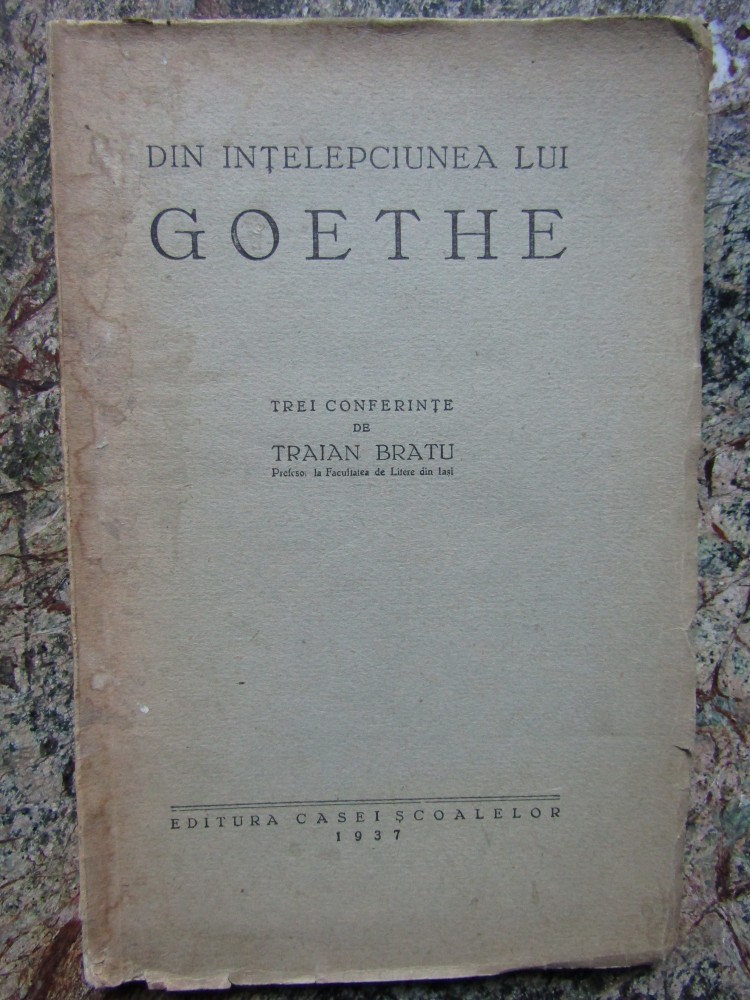 DIN INȚELEPCIUNEA LUI
GOETHE
TREI CONFERINȚE
DE
TRAIAN BRATU
Profesor la Facultatea de Litere din Iași
EDITURA CASEI ȘCOALELOR
1937